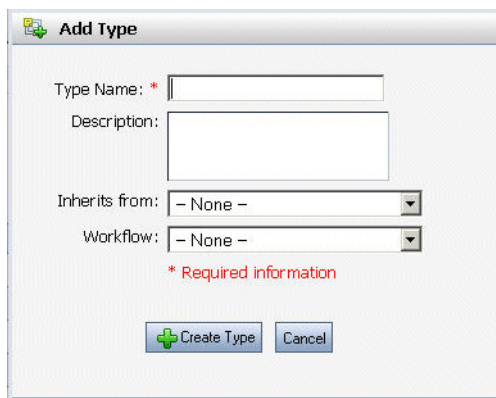 Add Type
Type Name: *
Description:
Inherits from: – None –
Workflow: – None –
* Required information
Create Type Cancel